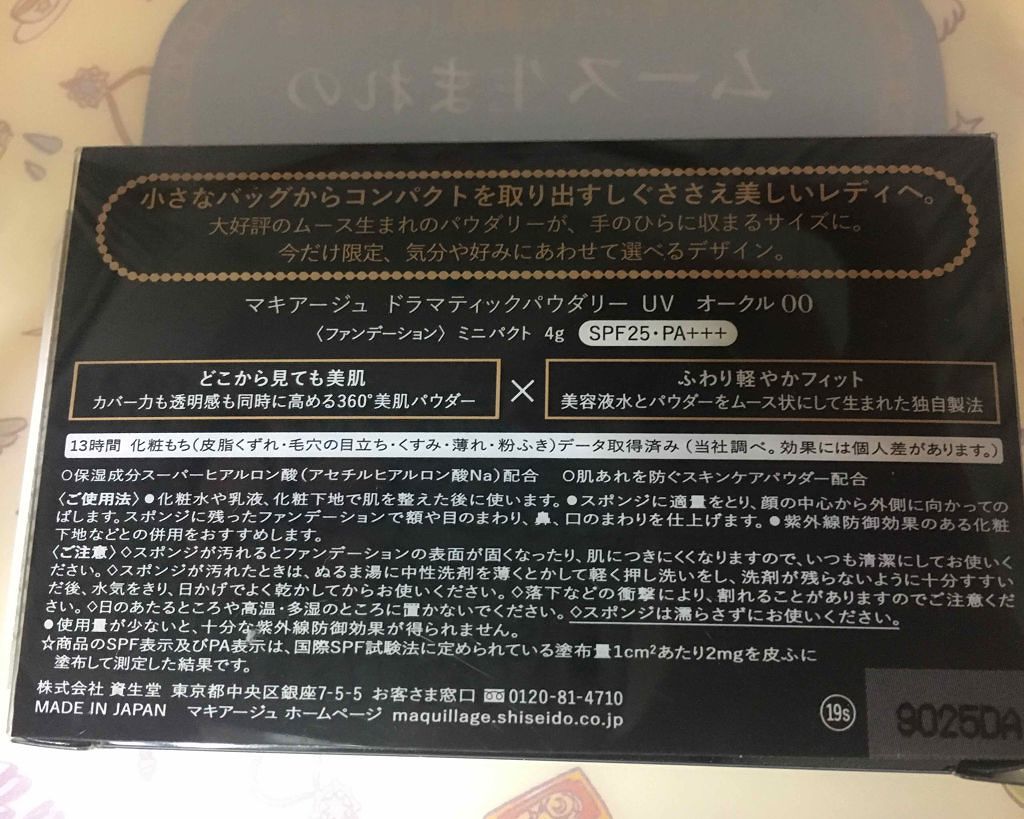 ムース生まれの
小さなバッグからコンパクトを取り出すしぐささえ美しいレディへ。
大好評のムース生まれのパウダリーが、手のひらに収まるサイズに。
今だけ限定、気分や好みにあわせて選べるデザイン。
マキアージュ ドラマティックパウダリー UV オークル 00
〈ファンデーション〉 ミニパクト 4g SPF25・PA+++
どこから見ても美肌
カバー力も透明感も同時に高める360°美肌パウダー
×
ふわり軽やかフィット
美容液水とパウダーをムース状にして生まれた独自製法
13時間 化粧もち(皮脂くずれ・毛穴の目立ち・くすみ・薄れ・粉ふき)データ取得済み (当社調べ。効果には個人差があります。)
○保湿成分スーパーヒアルロン酸(アセチルヒアルロン酸Na)配合 ○肌あれを防ぐスキンケアパウダー配合
〈ご使用法〉●化粧水や乳液、化粧下地で肌を整えた後に使います。●スポンジに適量をとり、顔の中心から外側に向かっての
ばします。スポンジに残ったファンデーションで額や目のまわり、鼻、口のまわりを仕上げます。●紫外線防御効果のある化粧
下地などとの併用をおすすめします。
〈ご注意〉◇スポンジが汚れるとファンデーションの表面が固くなったり、肌につきにくくなりますので、いつも清潔にしてお使いく
ださい。◇スポンジが汚れたときは、ぬるま湯に中性洗剤を薄くとかして軽く押し洗いをし、洗剤が残らないように十分すすい
だ後、水気をきり、日かげでよく乾かしてからお使いください。◇落下などの衝撃により、割れることがありますのでご注意くだ
さい。◇日のあたるところや高温・多湿のところに置かないでください。◇スポンジは濡らさずにお使いください。
●使用量が少ないと、十分な紫外線防御効果が得られません。
☆商品のSPF表示及びPA表示は、国際SPF試験法に定められている塗布量1cm²あたり2mgを皮ふに
塗布して測定した結果です。
株式会社 資生堂 東京都中央区銀座7-5-5 お客さま窓口 0120-81-4710
MADE IN JAPAN マキアージュ ホームページ maquillage.shiseido.co.jp
19s
9025DA